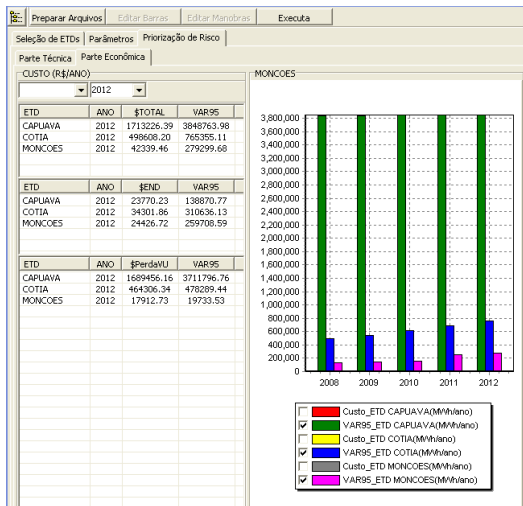 Preparar Arquivos Editar Barras Editar Manobras Executa
Seleção de ETDs Parâmetros Priorização de Risco
Parte Técnica Parte Econômica
CUSTO (R$/ANO)
2012
ETD ANO $TOTAL VAR95
CAPUAVA 2012 1713226.39 3848763.98
COTIA 2012 498608.20 765355.11
MONCOES 2012 42339.46 279299.68
ETD ANO $END VAR95
CAPUAVA 2012 23770.23 138870.77
COTIA 2012 34301.86 310636.13
MONCOES 2012 24426.72 259708.59
ETD ANO $PerdaVU VAR95
CAPUAVA 2012 1689456.16 3711796.76
COTIA 2012 464306.34 478289.44
MONCOES 2012 17912.73 19733.53
MONCOES
3,800,000
3,600,000
3,400,000
3,200,000
3,000,000
2,800,000
2,600,000
2,400,000
2,200,000
2,000,000
1,800,000
1,600,000
1,400,000
1,200,000
1,000,000
800,000
600,000
400,000
200,000
0
2008 2009 2010 2011 2012
Custo_ETD CAPUAVA(MWh/ano)
VAR95_ETD CAPUAVA(MWh/ano)
Custo_ETD COTIA(MWh/ano)
VAR95_ETD COTIA(MWh/ano)
Custo_ETD MONCOES(MWh/ano)
VAR95_ETD MONCOES(MWh/ano)